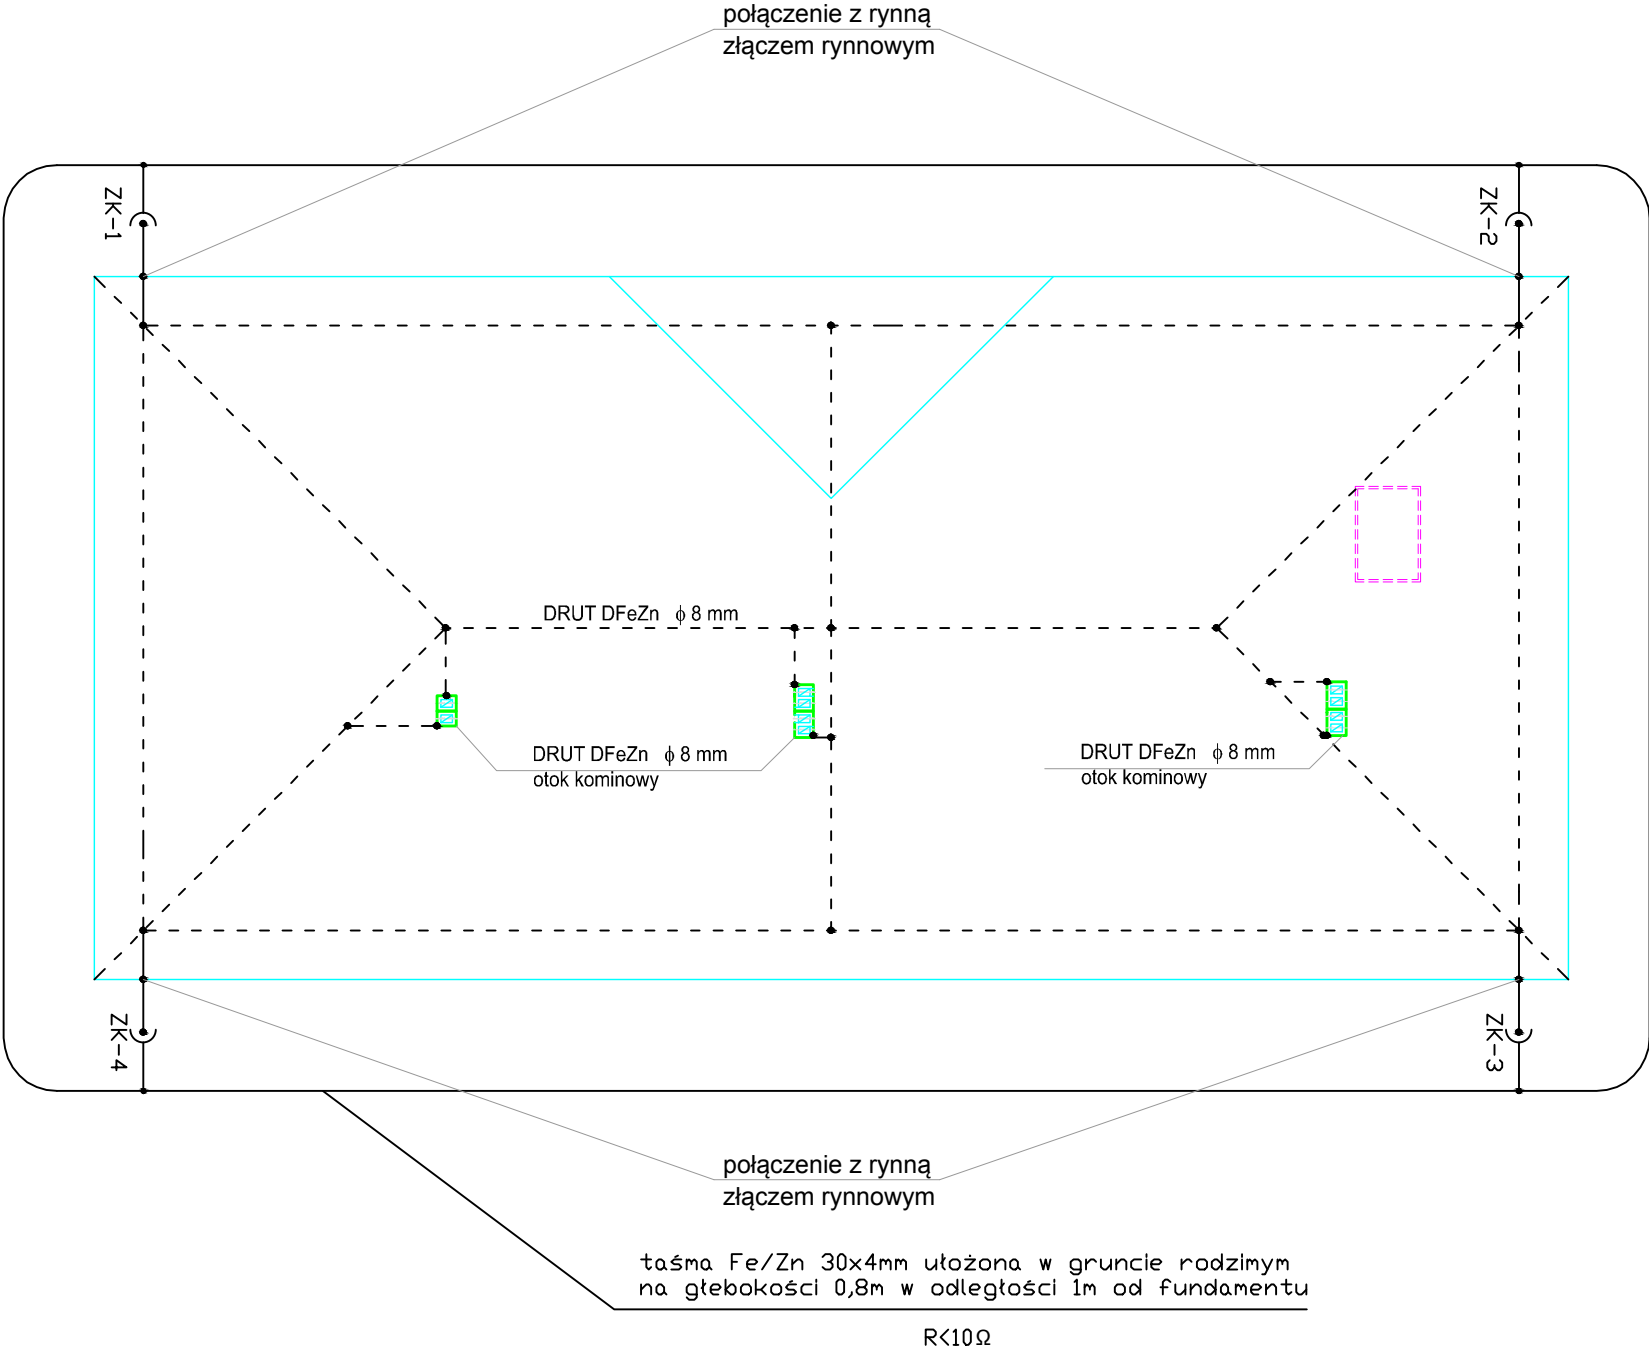 połączenie z rynną
złączem rynnowym
ZK-1
ZK-2
DRUT DFeZn ϕ 8 mm
DRUT DFeZn ϕ 8 mm
otok kominowy
DRUT DFeZn ϕ 8 mm
otok kominowy
ZK-4
ZK-3
połączenie z rynną
złączem rynnowym
taśma Fe/Zn 30x4mm ułożona w gruncie rodzimym
na głebokości 0,8m w odległości 1m od fundamentu
R<10Ω